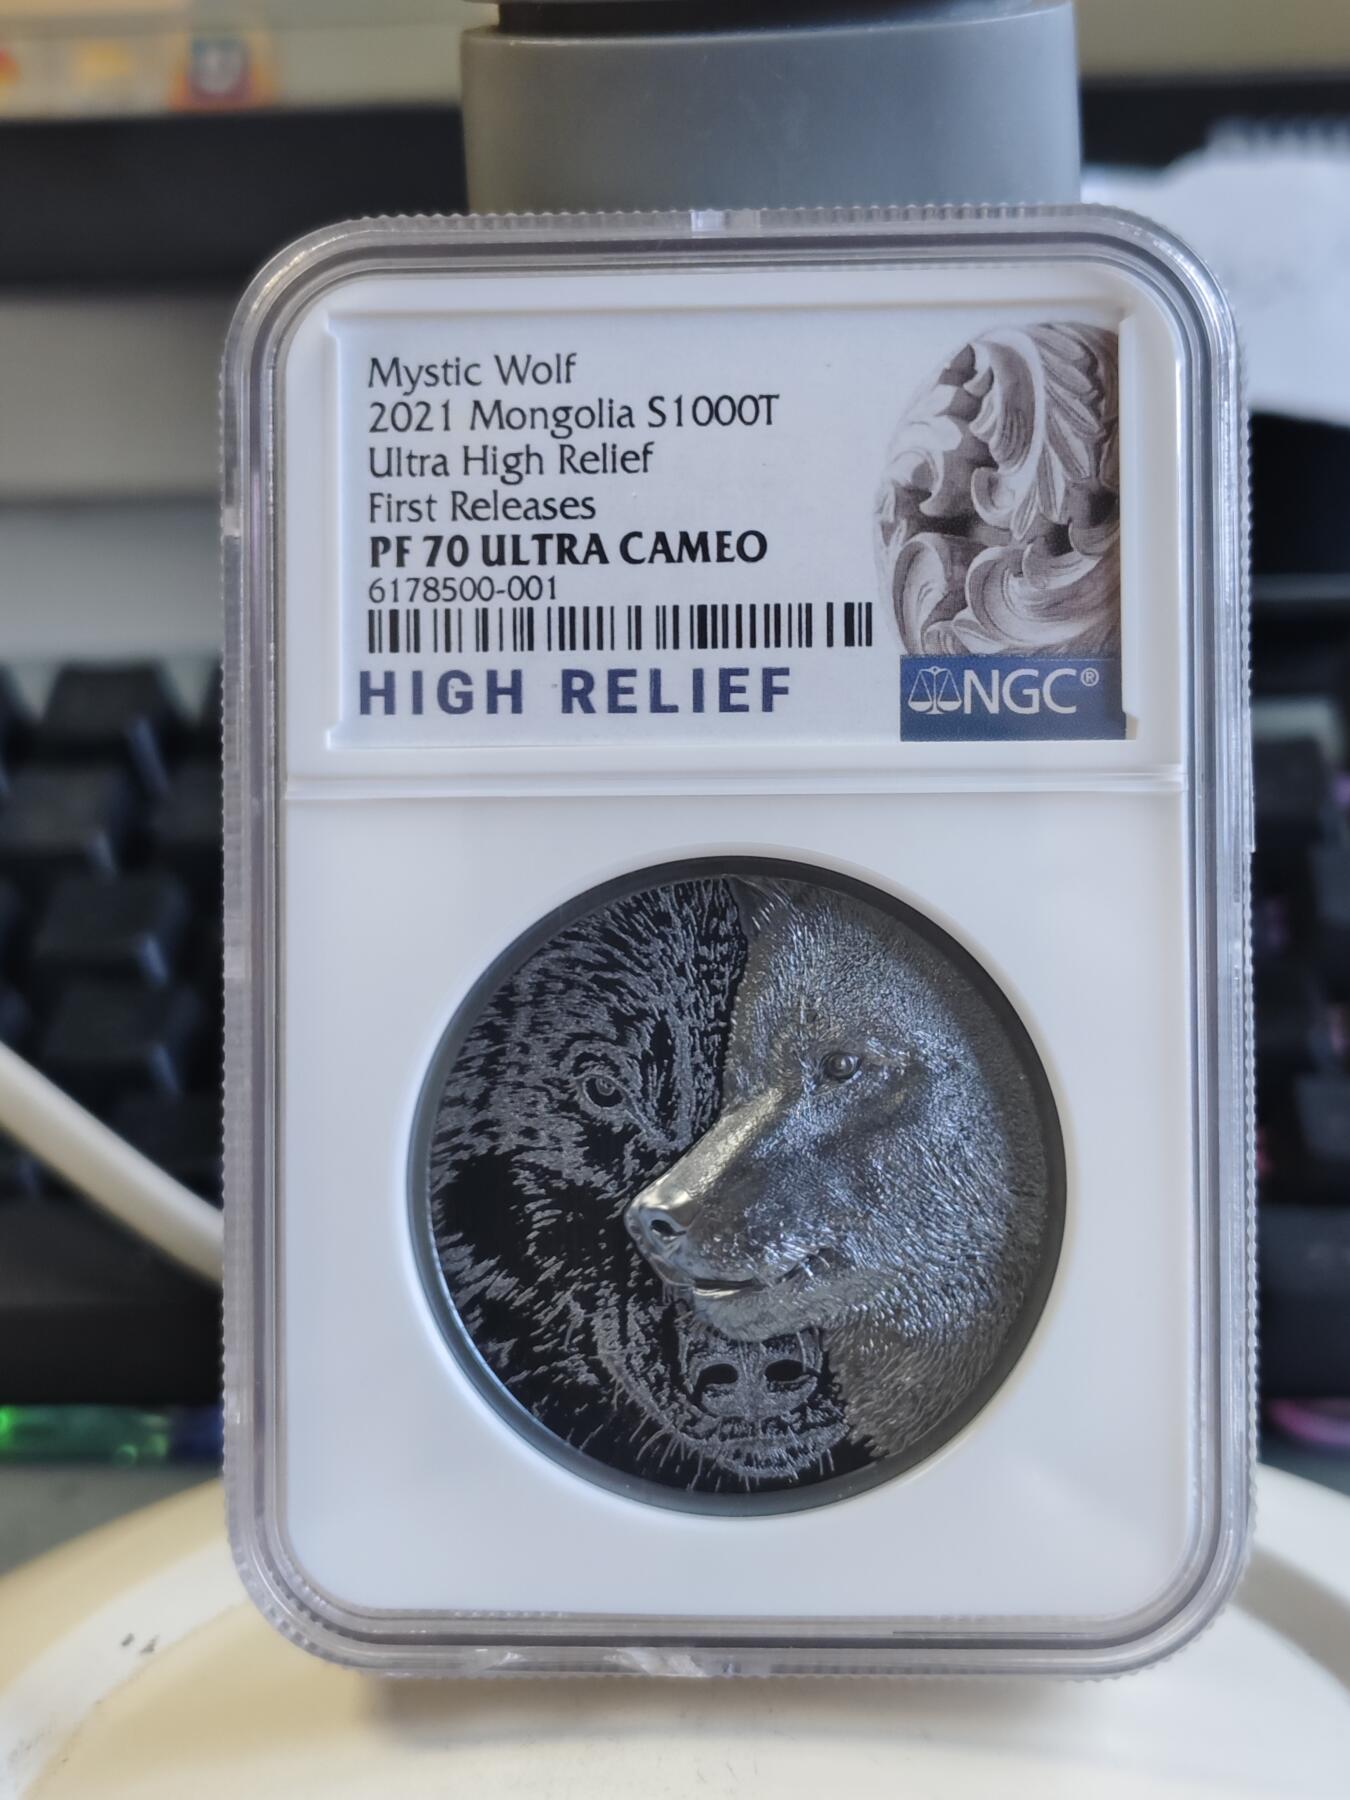 Mystic Wolf
2021 Mongolia S1000T
Ultra High Relief
First Releases
PF 70 ULTRA CAMEO
6178500-001
HIGH RELIEF
NGC®